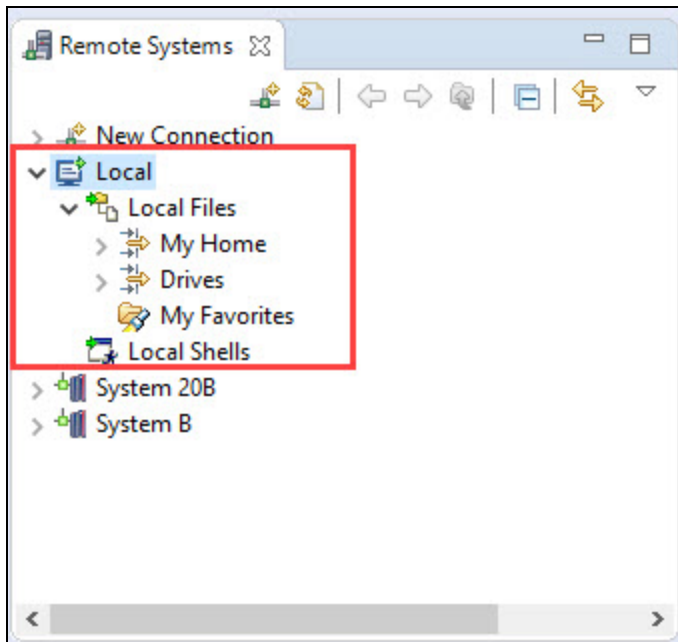 Remote Systems
New Connection
Local
Local Files
My Home
Drives
My Favorites
Local Shells
System 20B
System B